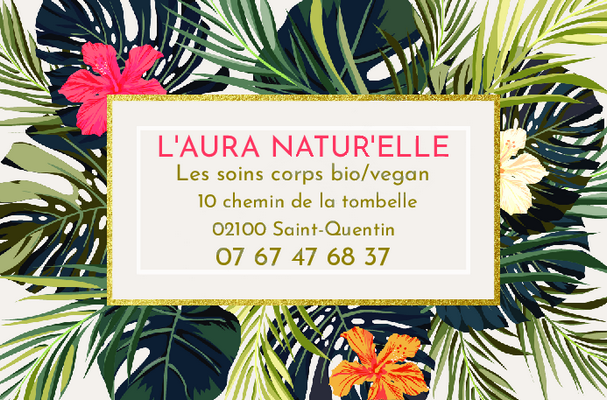 L'AURA NATUR'ELLE
Les soins corps bio/vegan
10 chemin de la tombelle
02100 Saint-Quentin
07 67 47 68 37